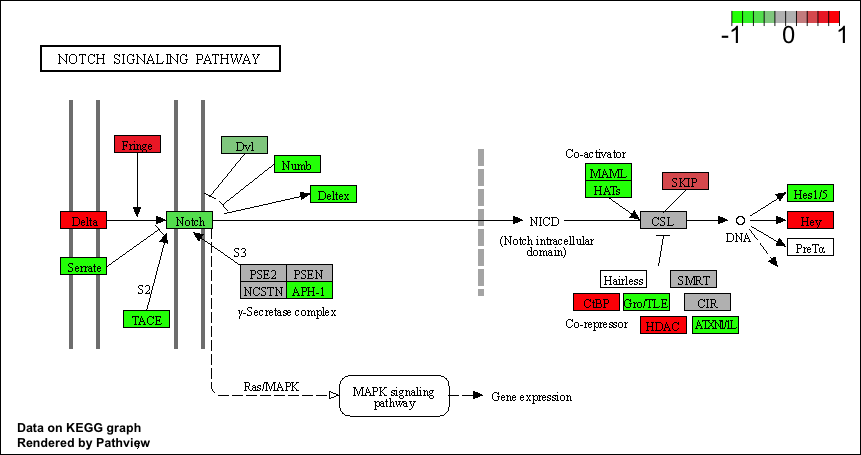 -1 0 1
NOTCH SIGNALING PATHWAY
Fringe
Dvl
Numb
Deltex
Delta
Notch
Serrate
S2
TACE
S3
PSE2 PSEN
NCSTN APH-1
γ-Secretase complex
NICD
(Notch intracellular
domain)
Co-activator
MAML
HATs
SKIP
CSL
DNA
Hes1/5
Hey
PreTα
Hairless
SMRT
CtBP
Gro/TLE
CIR
Co-repressor
HDAC
ATXN1/1L
Ras/MAPK
MAPK signaling
pathway
Gene expression
Data on KEGG graph
Rendered by Pathview